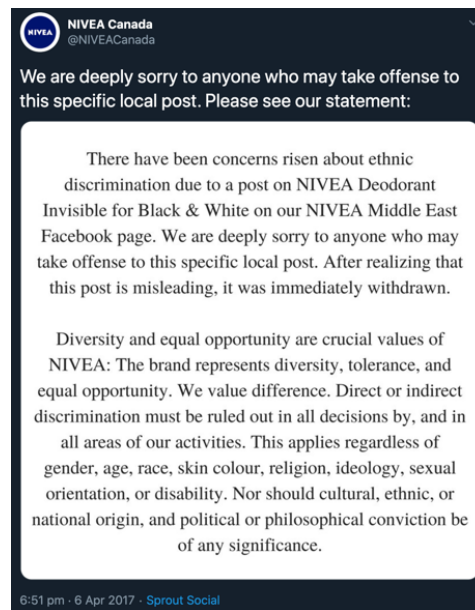 NIVEA
NIVEA Canada
@NIVEACanada
We are deeply sorry to anyone who may take offense to
this specific local post. Please see our statement:
There have been concerns risen about ethnic
discrimination due to a post on NIVEA Deodorant
Invisible for Black & White on our NIVEA Middle East
Facebook page. We are deeply sorry to anyone who may
take offense to this specific local post. After realizing that
this post is misleading, it was immediately withdrawn.
Diversity and equal opportunity are crucial values of
NIVEA: The brand represents diversity, tolerance, and
equal opportunity. We value difference. Direct or indirect
discrimination must be ruled out in all decisions by, and in
all areas of our activities. This applies regardless of
gender, age, race, skin colour, religion, ideology, sexual
orientation, or disability. Nor should cultural, ethnic, or
national origin, and political or philosophical conviction be
of any significance.
6:51 pm · 6 Apr 2017 · Sprout Social